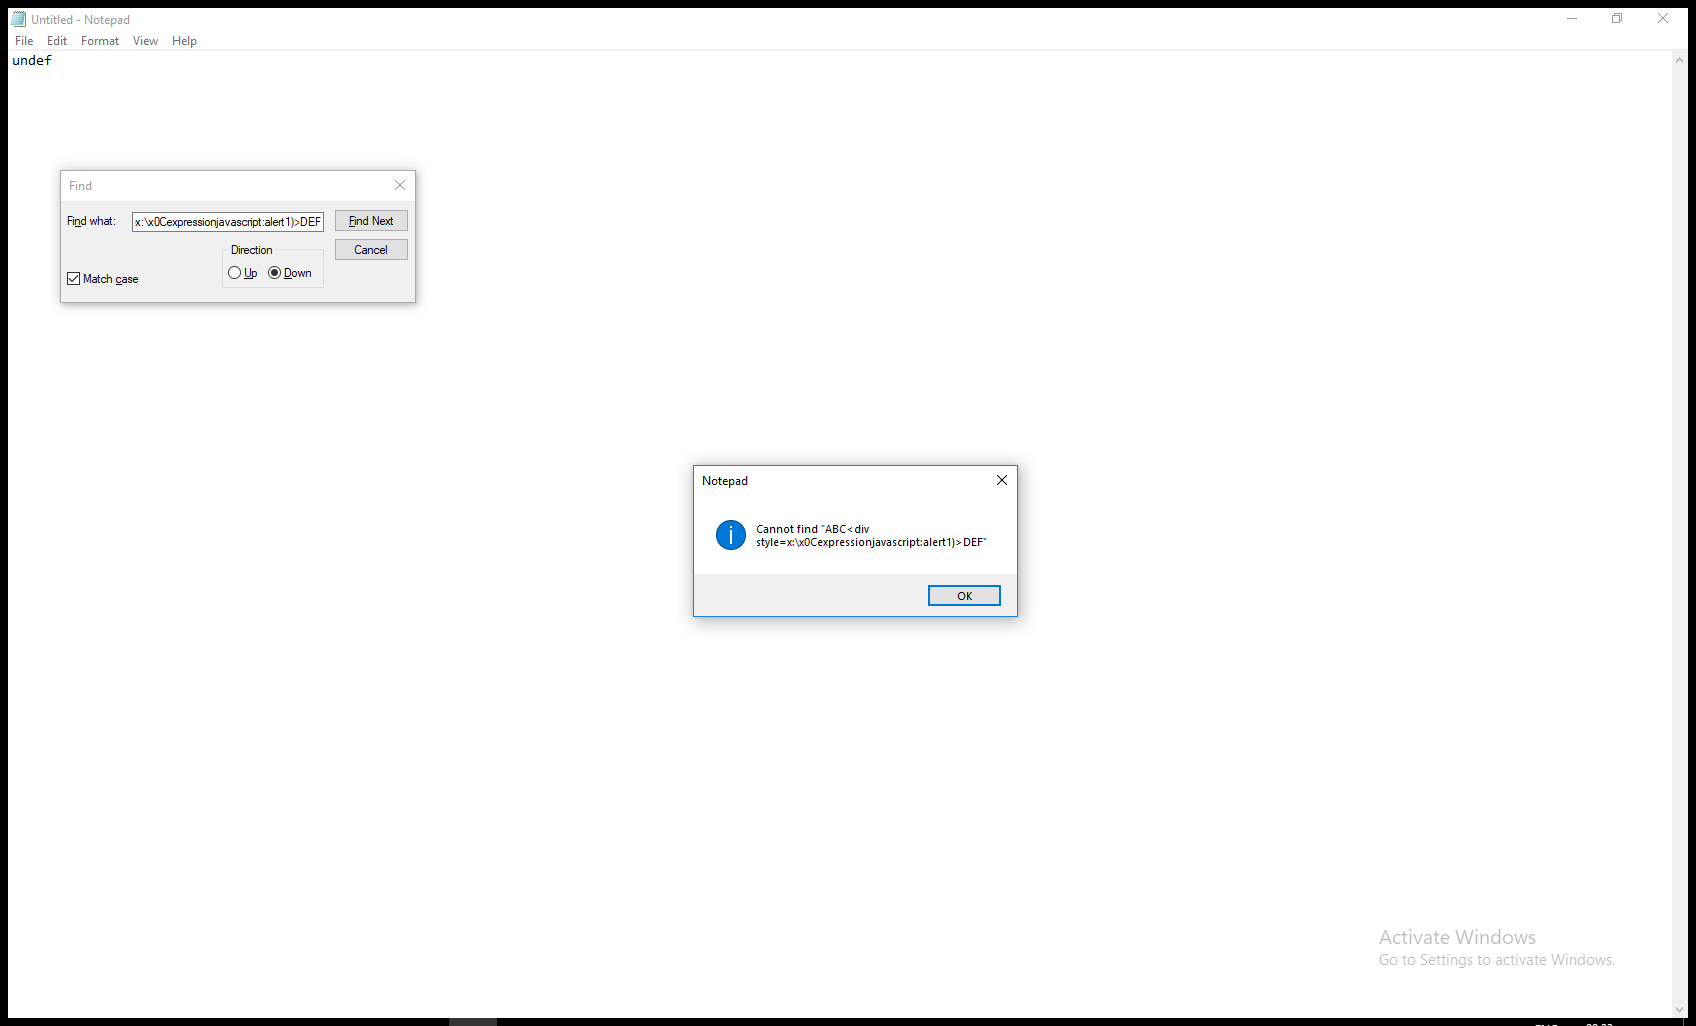 Untitled - Notepad
File Edit Format View Help
undef
Find
Find what: x:\x0Cexpressionjavascript:alert1)>DEF Find Next
Direction Cancel
Up Down
Match case
Notepad
Cannot find "ABC<div
style=x:\x0Cexpressionjavascript:alert1)>DEF"
OK
Activate Windows
Go to Settings to activate Windows.